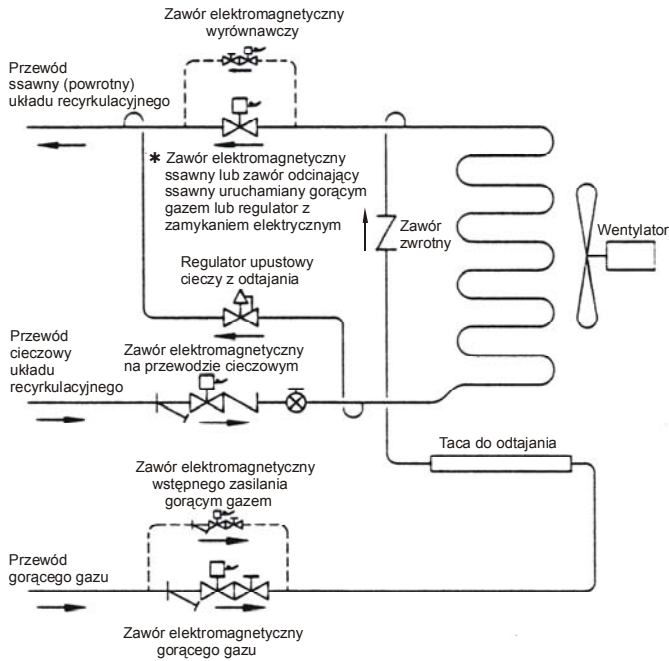 Zawór elektromagnetyczny
wyrównawczy
Przewód
ssawny (powrotny)
układu recyrkulacyjnego
* Zawór elektromagnetyczny
ssawny lub zawór odcinający
ssawny uruchamiany gorącym
gazem lub regulator z
zamykaniem elektrycznym
Zawór
zwrotny
Wentylator
Regulator upustowy
cieczy z odtajania
Przewód
cieczowy
układu
recyrkulacyjnego
Zawór elektromagnetyczny
na przewodzie cieczowym
Taca do odtajania
Zawór elektromagnetyczny
wstępnego zasilania
gorącym gazem
Przewód
gorącego gazu
Zawór elektromagnetyczny
gorącego gazu